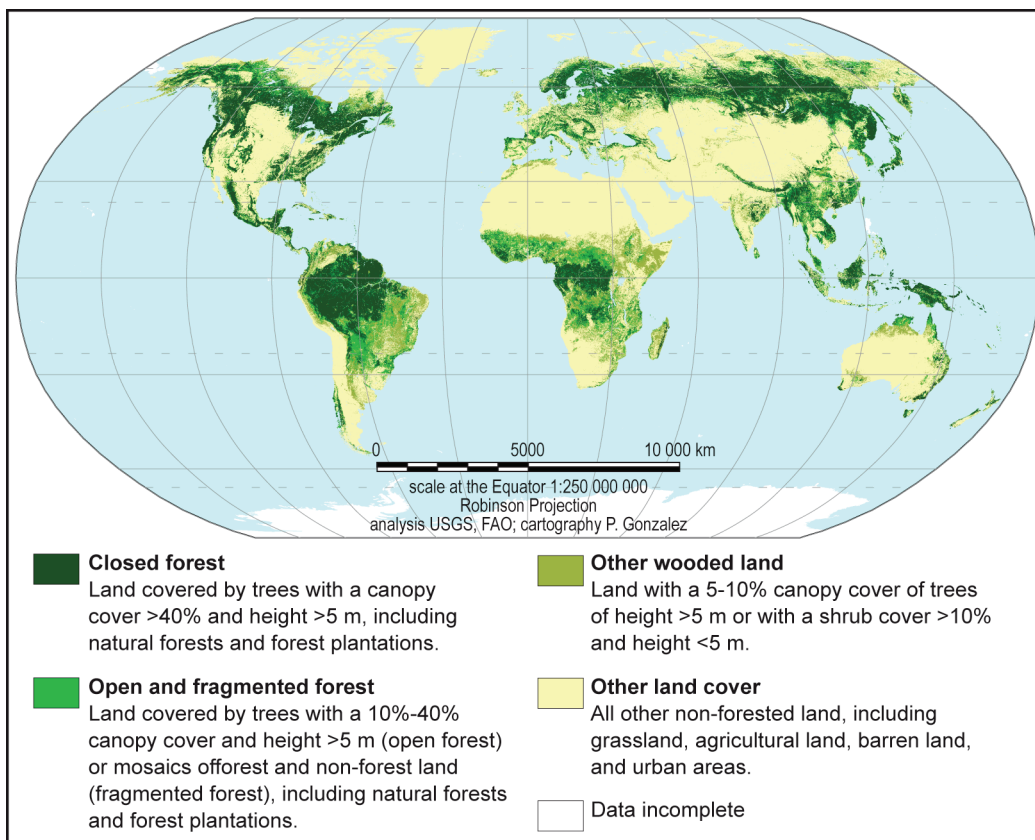 0 5000 10 000 km
scale at the Equator 1:250 000 000
Robinson Projection
analysis USGS, FAO; cartography P. Gonzalez
Closed forest
Land covered by trees with a canopy
cover >40% and height >5 m, including
natural forests and forest plantations.
Open and fragmented forest
Land covered by trees with a 10%-40%
canopy cover and height >5 m (open forest)
or mosaics offorest and non-forest land
(fragmented forest), including natural forests
and forest plantations.
Other wooded land
Land with a 5-10% canopy cover of trees
of height >5 m or with a shrub cover >10%
and height <5 m.
Other land cover
All other non-forested land, including
grassland, agricultural land, barren land,
and urban areas.
Data incomplete